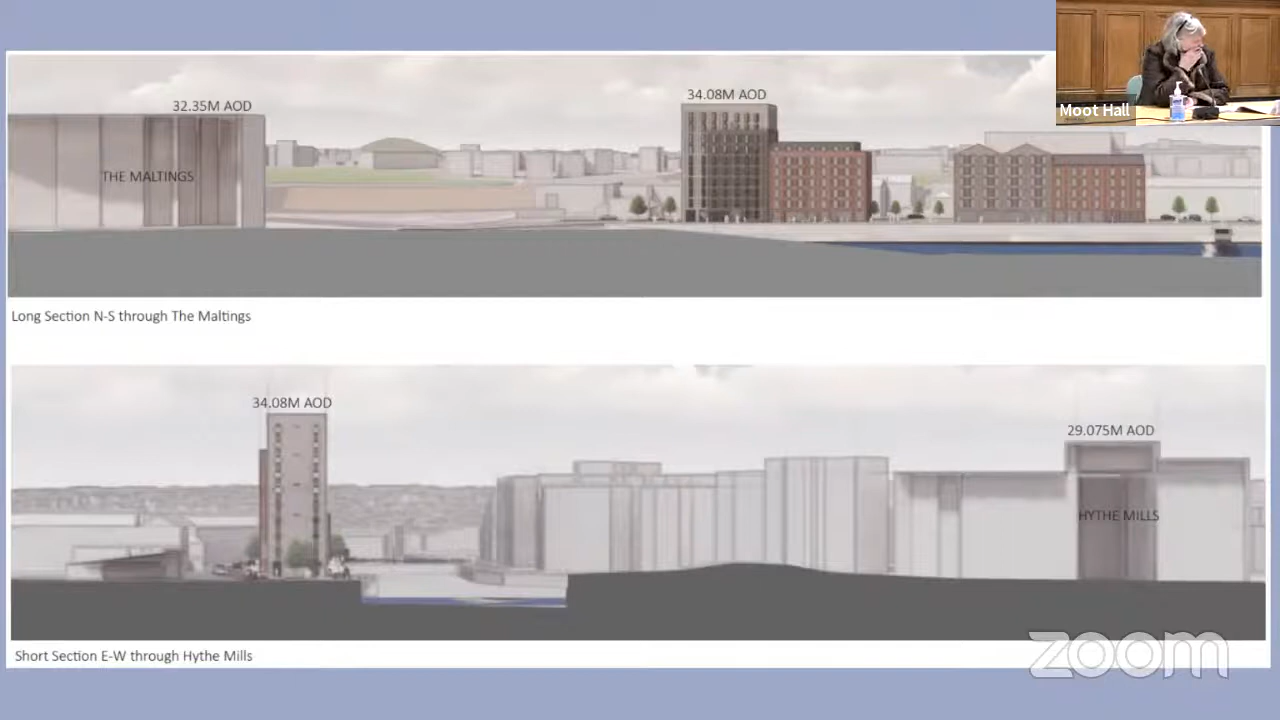 Moot Hall
32.35M AOD
34.08M AOD
THE MALTINGS
Long Section N-S through The Maltings
34.08M AOD
29.075M AOD
HYTHE MILLS
Short Section E-W through Hythe Mills
zoom